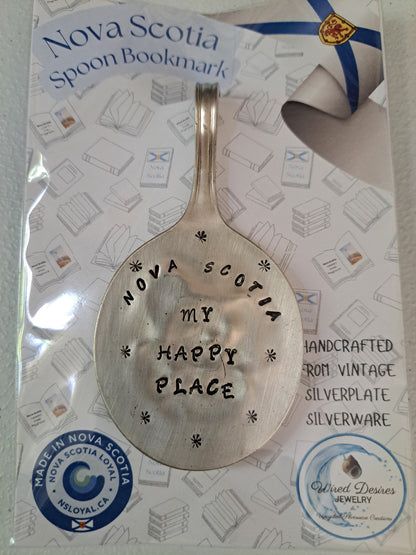 Nova Scotia
Spoon Bookmark
NOVA SCOTIA
MY
HAPPY
PLACE
HANDCRAFTED
FROM VINTAGE
SILVERPLATE
SILVERWARE
MADE IN NOVA SCOTIA
NOVA SCOTIA LOYAL
NSLOYAL.CA
Wired Desires
JEWELRY